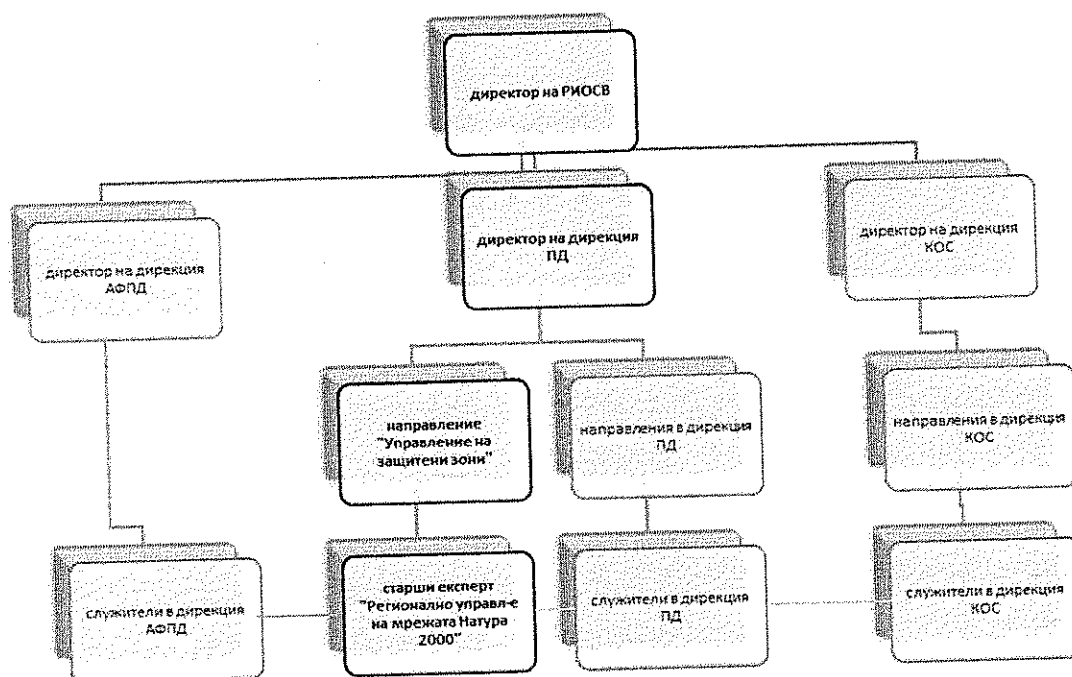 директор на РИОСВ
директор на дирекция
АФПД
директор на дирекция
ПД
директор на дирекция
КОС
направление
"Управление на
защитени зони"
направления в дирекция
ПД
направления в дирекция
КОС
служители в дирекция
АФПД
старши експерт
"Регионално управл-е
на мрежата Натура
2000"
служители в дирекция
ПД
служители в дирекция
КОС